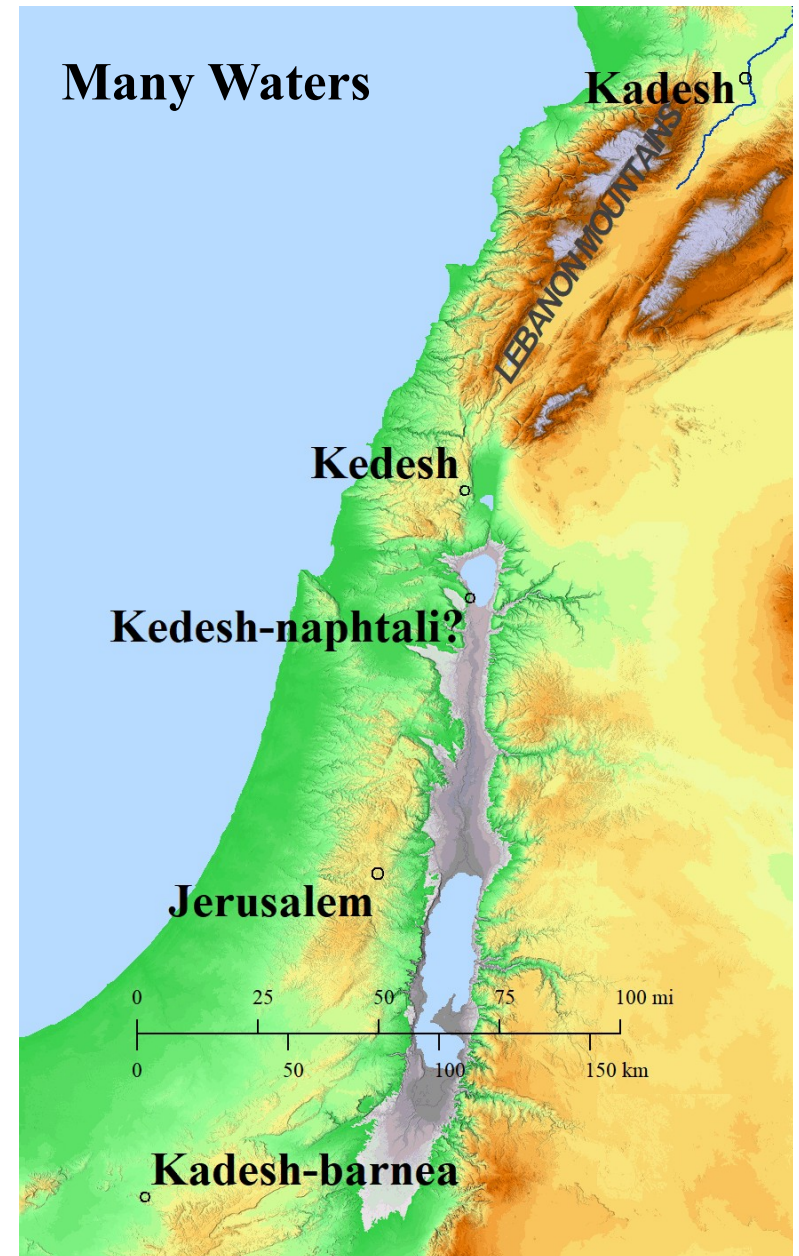 Many Waters
Kadesh
LEBANON MOUNTAINS
Kedesh
Kedesh-naphtali?
Jerusalem
0 25 50 75 100 mi
0 50 100 150 km
Kadesh-barnea